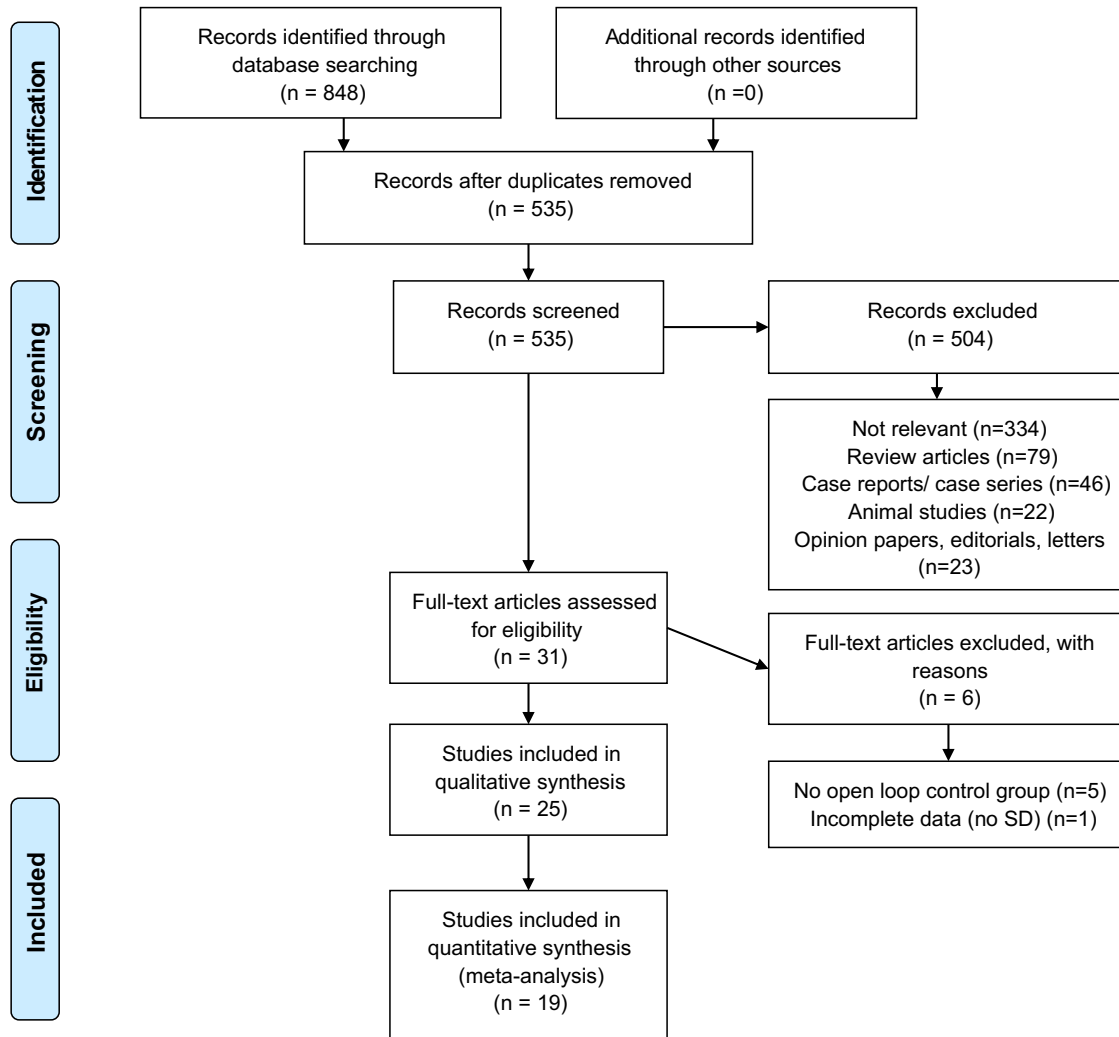 Identification
Records identified through
database searching
(n = 848)
Additional records identified
through other sources
(n =0)
Records after duplicates removed
(n = 535)
Screening
Records screened
(n = 535)
Records excluded
(n = 504)
Not relevant (n=334)
Review articles (n=79)
Case reports/ case series (n=46)
Animal studies (n=22)
Opinion papers, editorials, letters
(n=23)
Eligibility
Full-text articles assessed
for eligibility
(n = 31)
Full-text articles excluded, with
reasons
(n = 6)
Studies included in
qualitative synthesis
(n = 25)
No open loop control group (n=5)
Incomplete data (no SD) (n=1)
Included
Studies included in
quantitative synthesis
(meta-analysis)
(n = 19)